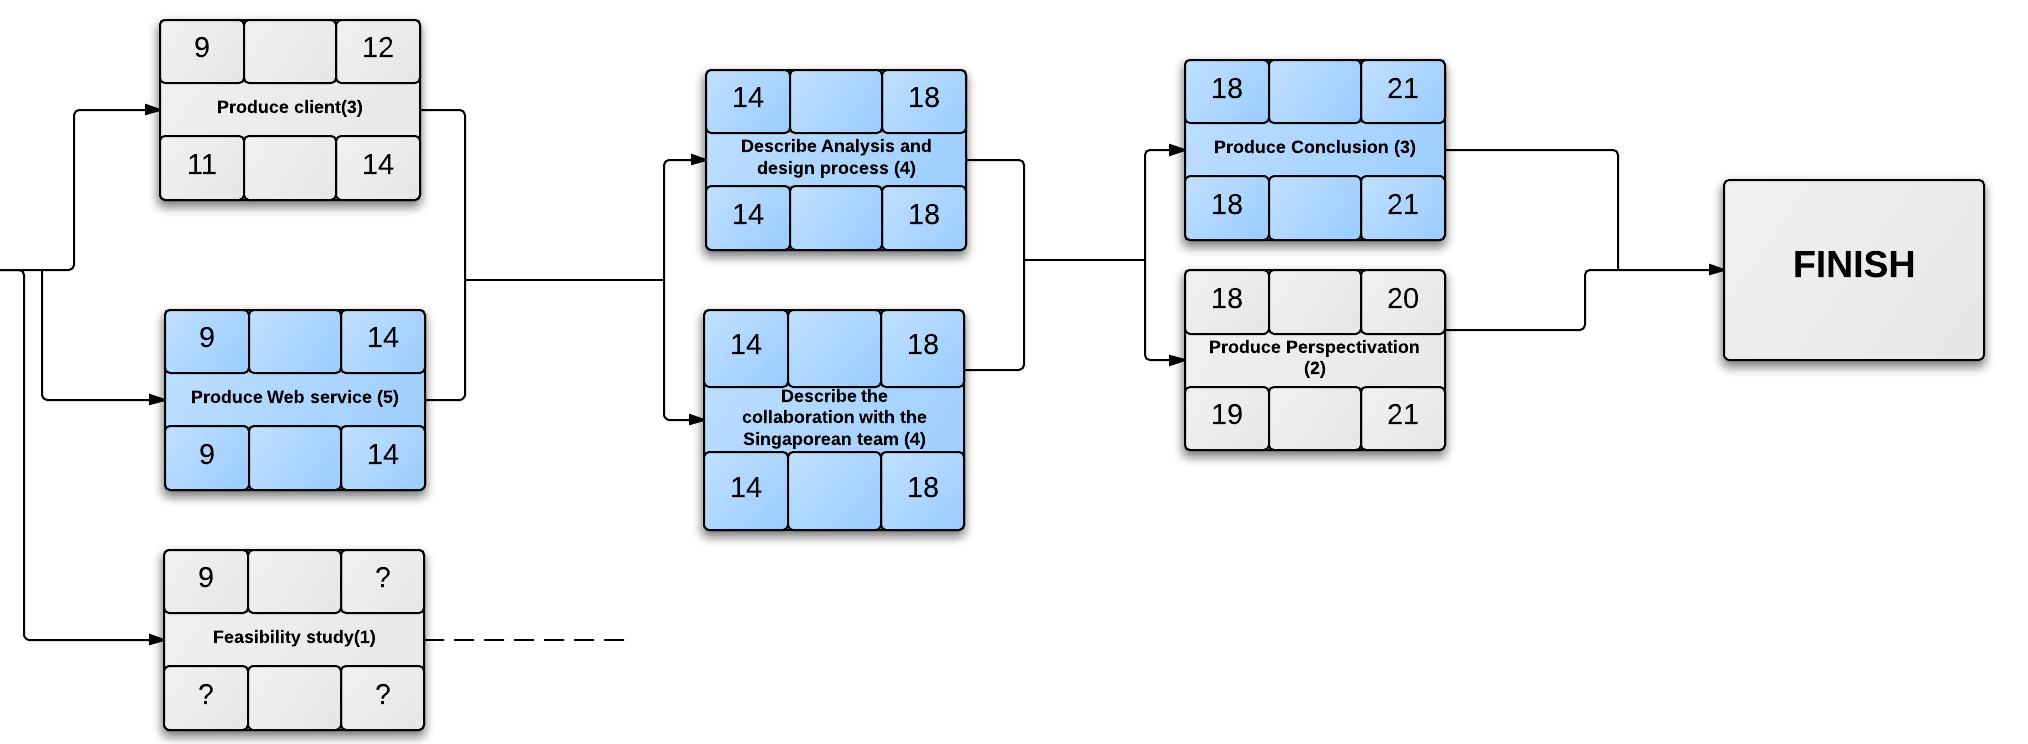 9 12
Produce client(3)
11 14
9 14
Produce Web service (5)
9 14
9 ?
Feasibility study(1)
? ?
14 18
Describe Analysis and
design process (4)
14 18
14 18
Describe the
collaboration with the
Singaporean team (4)
14 18
18 21
Produce Conclusion (3)
18 21
18 20
Produce Perspectivation
(2)
19 21
FINISH